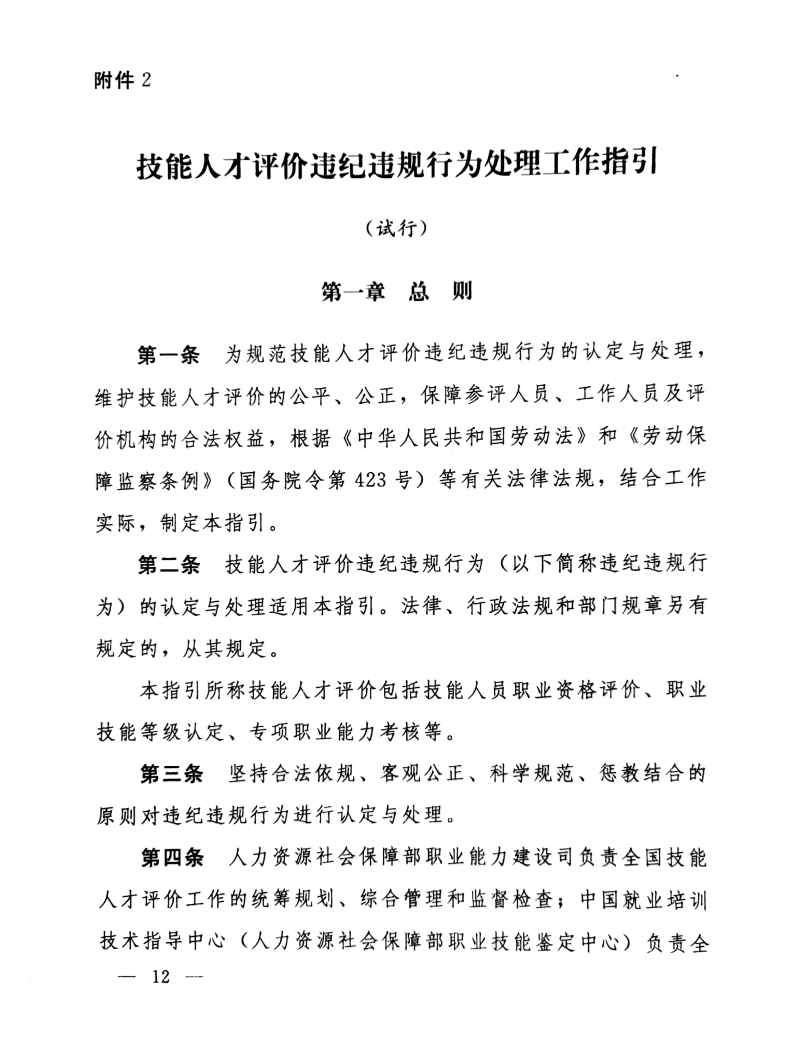 附件 2
技能人才评价违纪违规行为处理工作指引
（试行）
第一章 总 则
第一条 为规范技能人才评价违纪违规行为的认定与处理，
维护技能人才评价的公平、公正，保障参评人员、工作人员及评
价机构的合法权益，根据《中华人民共和国劳动法》和《劳动保
障监察条例》（国务院令第 423 号）等有关法律法规，结合工作
实际，制定本指引。
第二条 技能人才评价违纪违规行为（以下简称违纪违规行
为）的认定与处理适用本指引。法律、行政法规和部门规章另有
规定的，从其规定。
本指引所称技能人才评价包括技能人员职业资格评价、职业
技能等级认定、专项职业能力考核等。
第三条 坚持合法依规、客观公正、科学规范、惩教结合的
原则对违纪违规行为进行认定与处理。
第四条 人力资源社会保障部职业能力建设司负责全国技能
人才评价工作的统筹规划、综合管理和监督检查；中国就业培训
技术指导中心（人力资源社会保障部职业技能鉴定中心）负责全
— 12 —